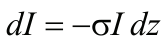 dI = −σI dz